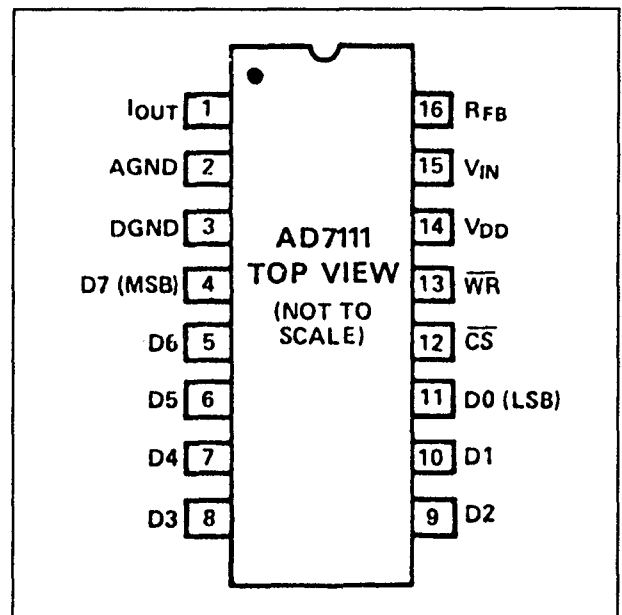 IOUT 1
AGND 2
DGND 3
D7 (MSB) 4
D6 5
D5 6
D4 7
D3 8
AD7111
TOP VIEW
(NOT TO
SCALE)
16 RFB
15 VIN
14 VDD
13 W̅R̅
12 C̅S̅
11 D0 (LSB)
10 D1
9 D2